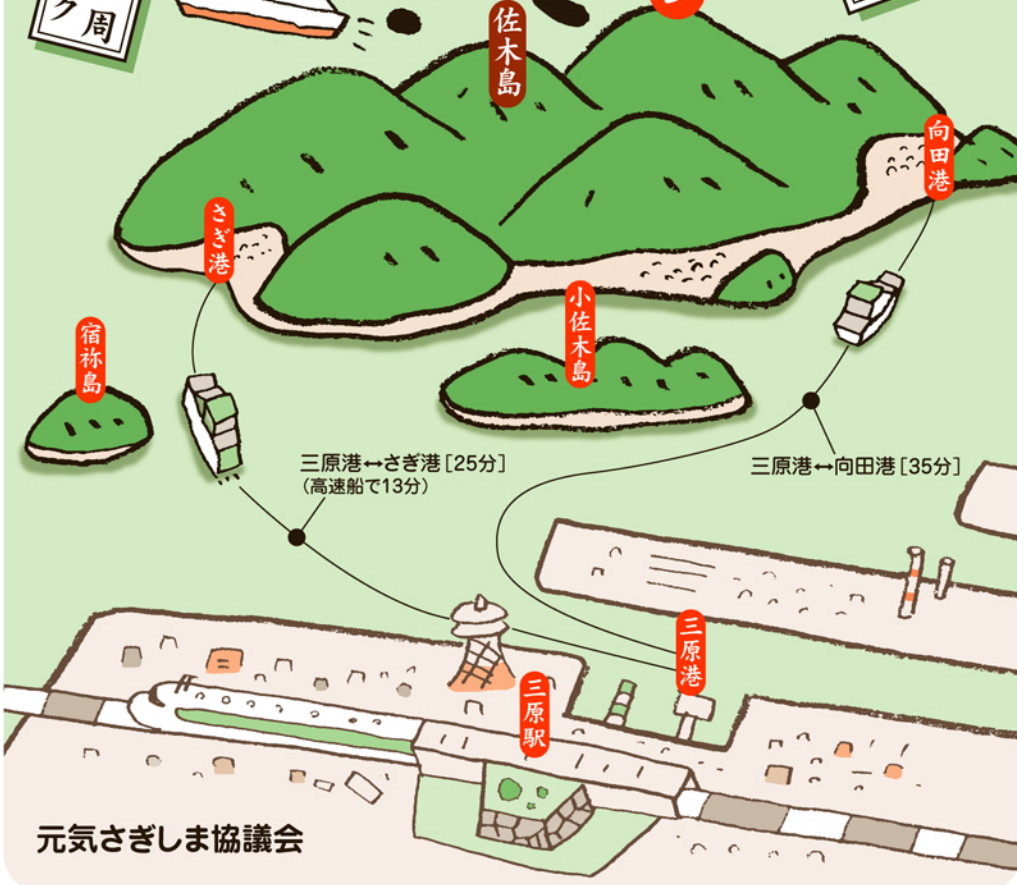 周
ク
佐木島
向田港
さぎ港
小佐木島
宿祢島
三原港↔さぎ港[25分]
(高速船で13分)
三原港↔向田港[35分]
三原港
三原駅
元気さぎしま協議会